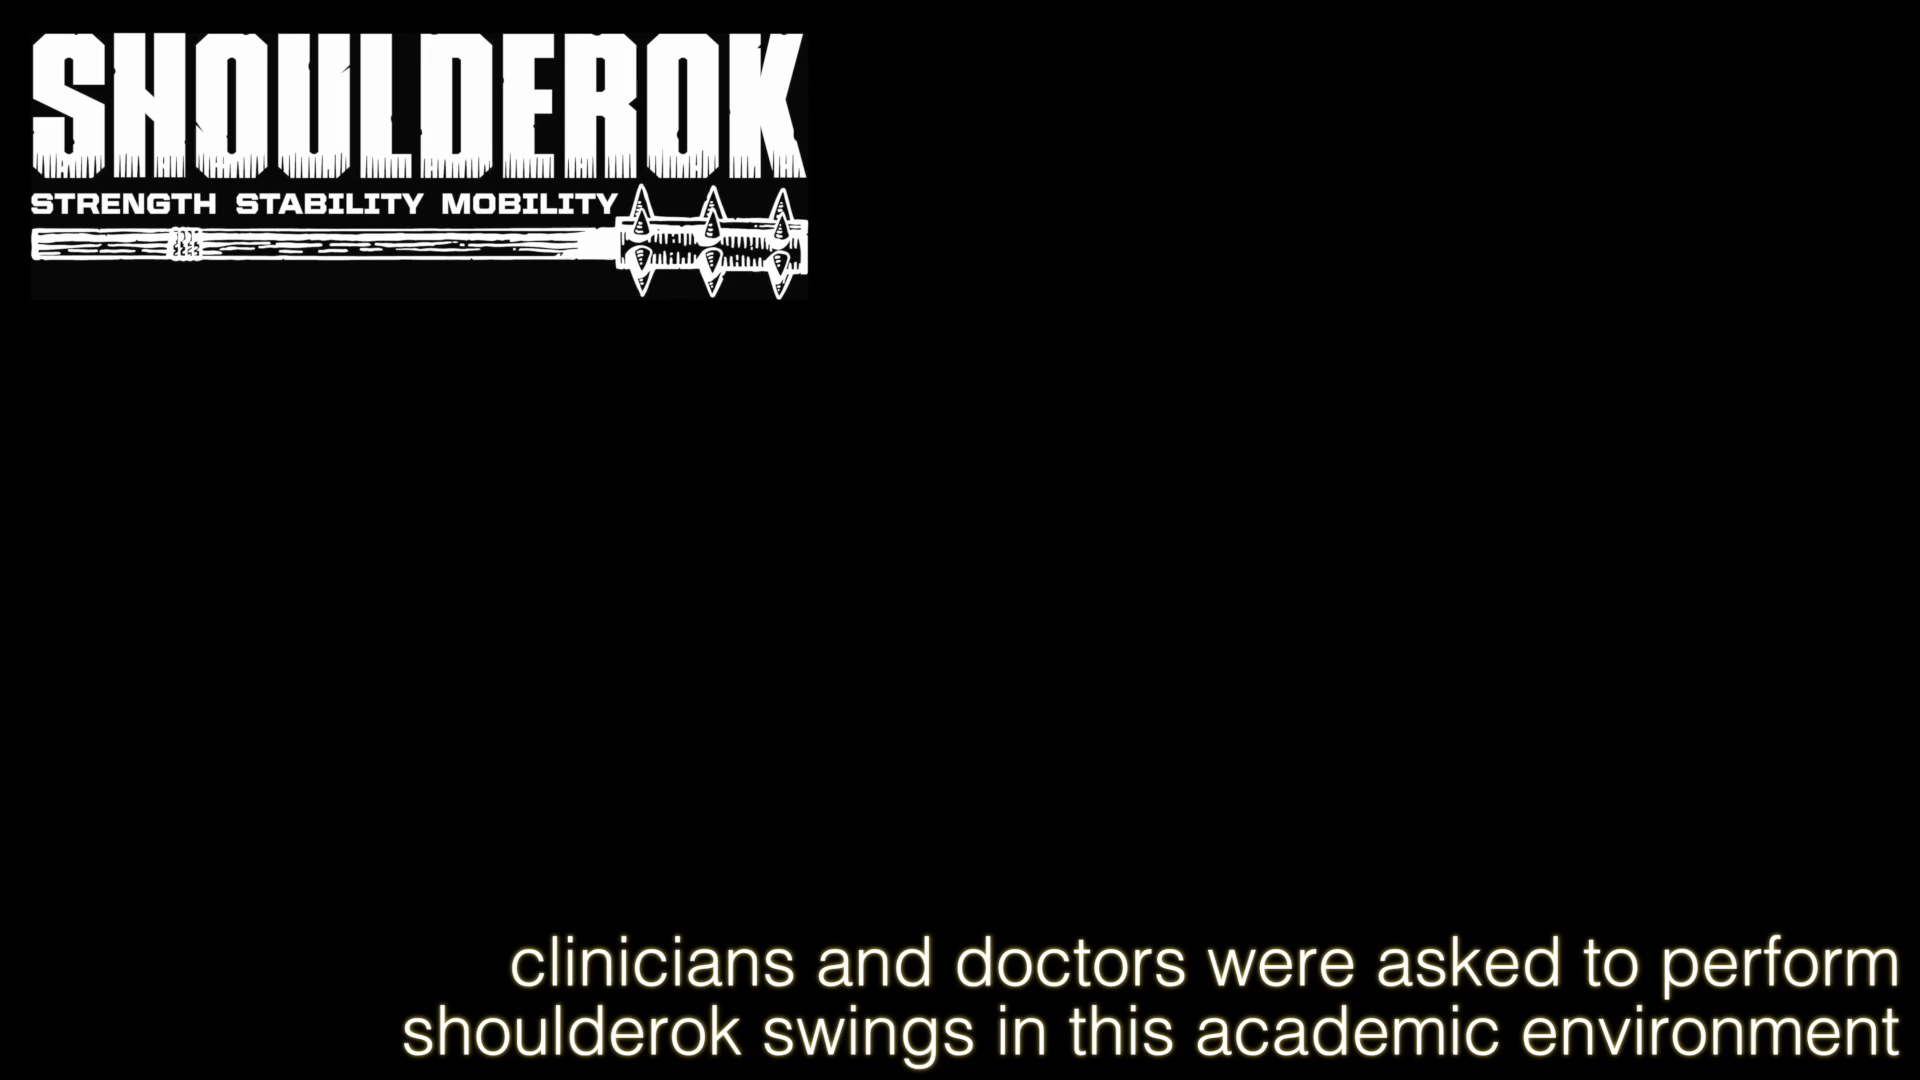 SHOULDEROK
STRENGTH STABILITY MOBILITY
clinicians and doctors were asked to perform
shoulderok swings in this academic environment